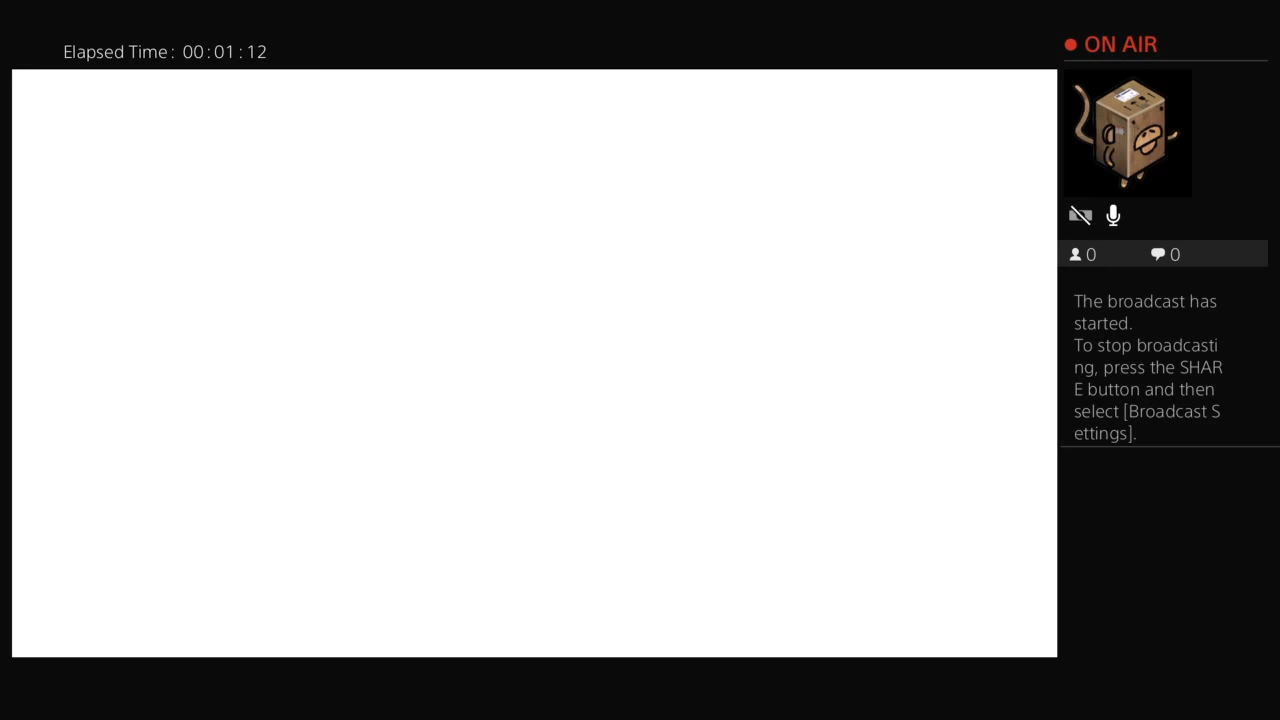 Elapsed Time: 00:01:12
ON AIR
0
0
The broadcast has
started.
To stop broadcasti
ng, press the SHAR
E button and then
select [Broadcast S
ettings].